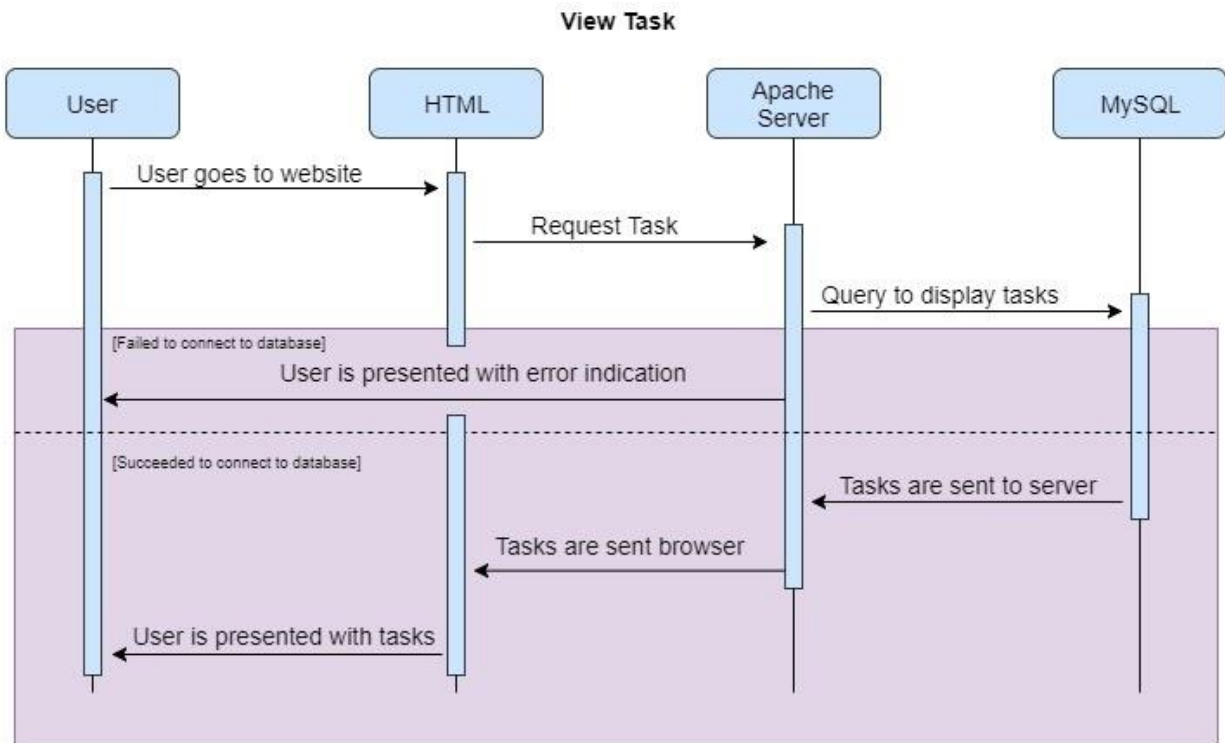 View Task
User
HTML
Apache
Server
MySQL
User goes to website
Request Task
Query to display tasks
[Failed to connect to database]
User is presented with error indication
[Succeeded to connect to database]
Tasks are sent to server
Tasks are sent browser
User is presented with tasks